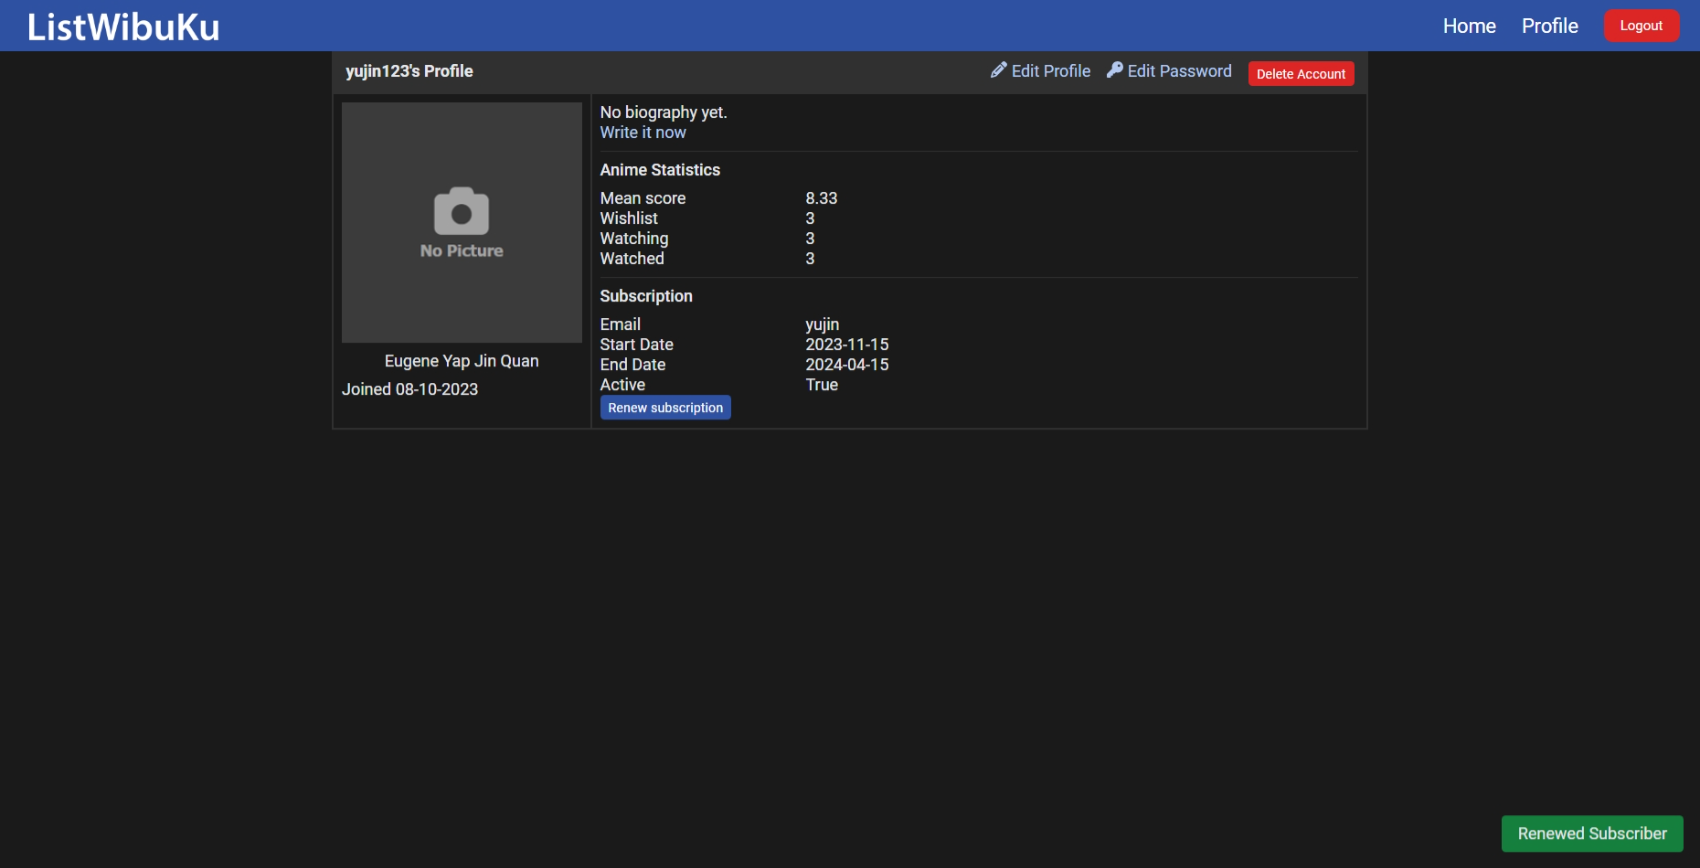 ListWibuKu
Home Profile Logout
yujin123's Profile
Edit Profile Edit Password Delete Account
No Picture
Eugene Yap Jin Quan
Joined 08-10-2023
No biography yet.
Write it now
Anime Statistics
Mean score 8.33
Wishlist 3
Watching 3
Watched 3
Subscription
Email yujin
Start Date 2023-11-15
End Date 2024-04-15
Active True
Renew subscription
Renewed Subscriber